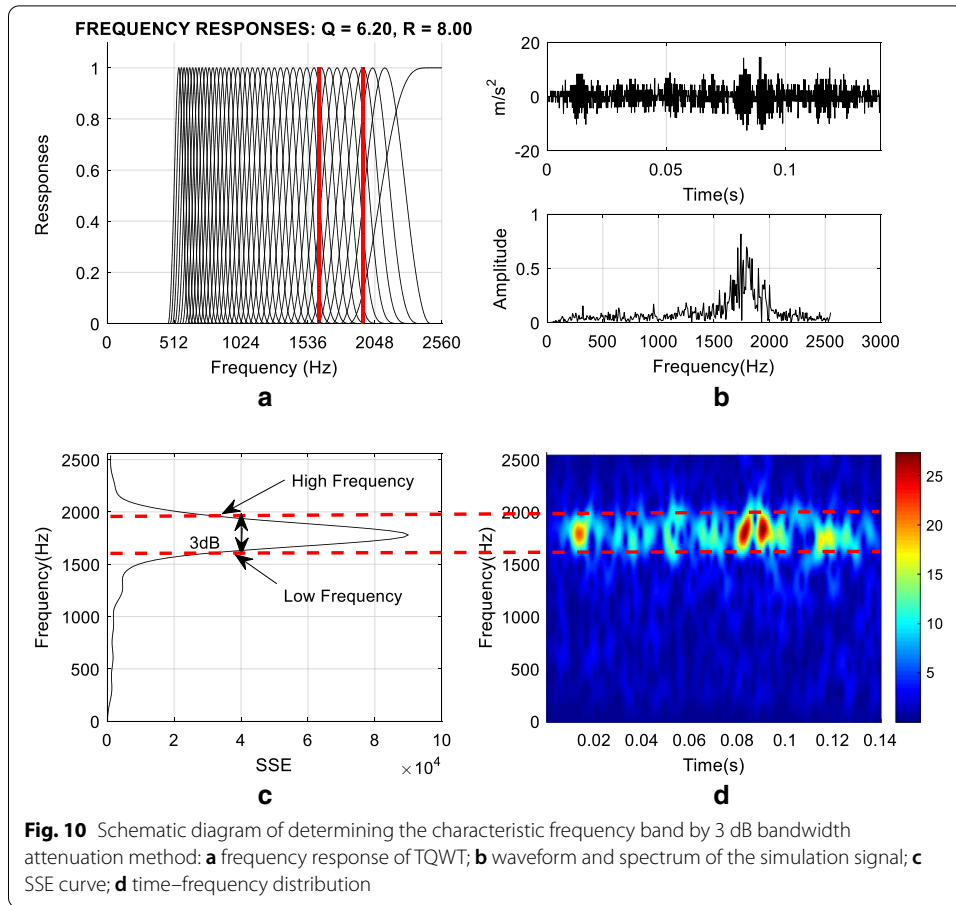 FREQUENCY RESPONSES: Q = 6.20, R = 8.00
Ressponses
1
0.8
0.6
0.4
0.2
0
0 512 1024 1536 2048 2560
Frequency (Hz)
a
m/s²
20
0
-20
0 0.05 0.1
Time(s)
Amplitude
1
0.5
0
0 500 1000 1500 2000 2500 3000
Frequency(Hz)
b
Frequency(Hz)
2500
2000
1500
1000
500
0
High Frequency
3dB
Low Frequency
0 2 4 6 8 10
SSE
×10⁴
c
Frequency(Hz)
2500
2000
1500
1000
500
0
0.02 0.04 0.06 0.08 0.1 0.12 0.14
Time(s)
25
20
15
10
5
d
Fig. 10 Schematic diagram of determining the characteristic frequency band by 3 dB bandwidth
attenuation method: a frequency response of TQWT; b waveform and spectrum of the simulation signal; c
SSE curve; d time–frequency distribution